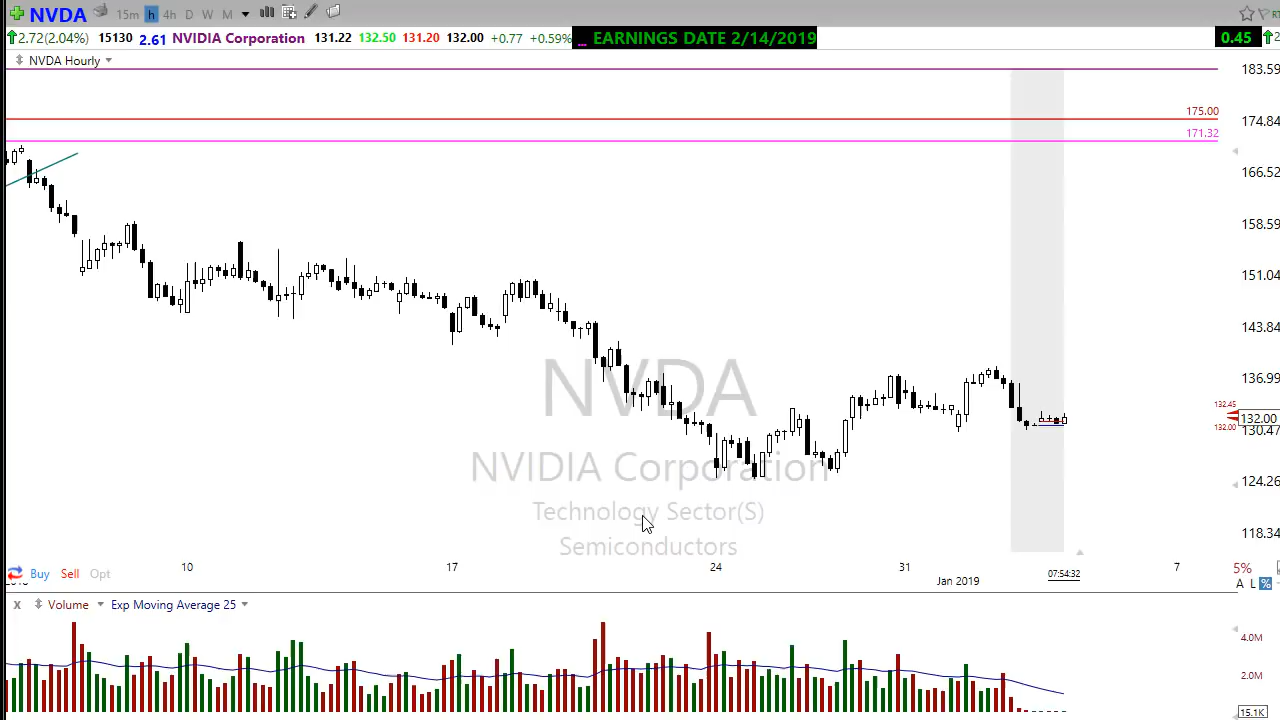 NVDA 15m h 4h D W M
2.72(2.04%) 15130 2.61 NVIDIA Corporation 131.22 132.50 131.20 132.00 +0.77 +0.59% ... EARNINGS DATE 2/14/2019 0.45
NVDA Hourly
183.59
175.00
174.84
171.32
166.52
158.59
151.04
143.84
136.99
132.45
132.00
132.00
130.47
124.26
118.34
NVDA
NVIDIA Corporation
Technology Sector(S)
Semiconductors
10 17 24 31 7
Buy Sell Opt
Jan 2019 07:54:32
5%
A L %
x Volume Exp Moving Average 25
4.0M
2.0M
15.1K